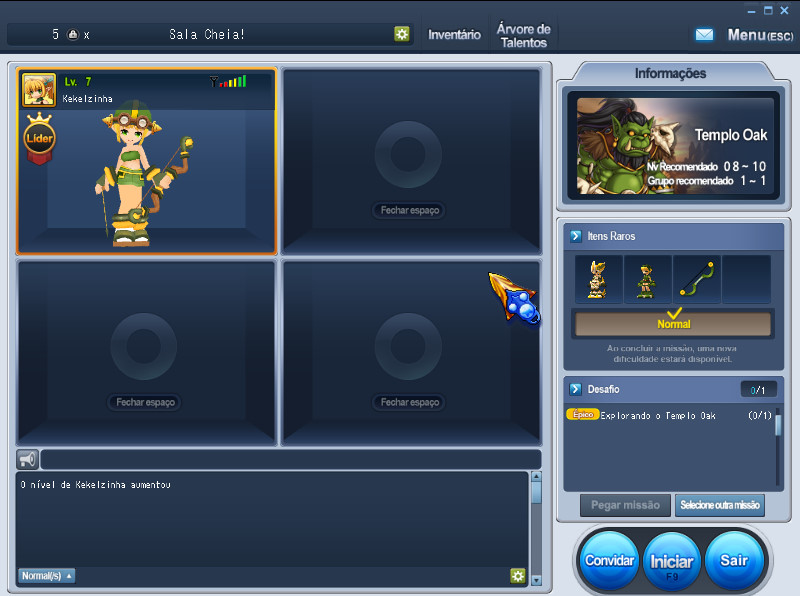 5 x
Sala Cheia!
Inventário
Árvore de
Talentos
Menu(ESC)
Lv. 7
Kekelzinha
Líder
Fechar espaço
Fechar espaço
Fechar espaço
Informações
Templo Oak
Nv Recomendado 08 ~ 10
Grupo recomendado 1 ~ 1
Itens Raros
Normal
Ao concluir a missão, uma nova
dificuldade estará disponível.
Desafio
0/1
Épico Explorando o Templo Oak (0/1)
Pegar missão
Selecione outra missão
O nível de Kekelzinha aumentou
Normal(/s)
Convidar
Iniciar
F9
Sair